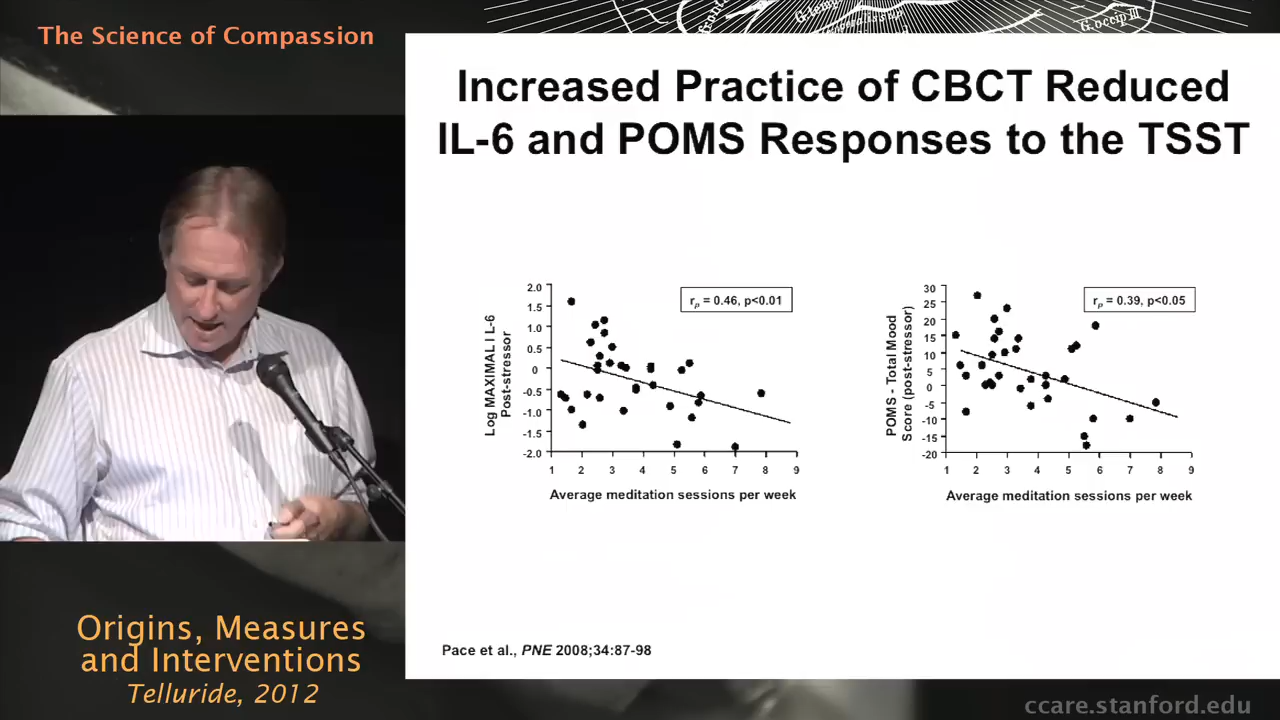 The Science of Compassion
G.occip III
Increased Practice of CBCT Reduced
IL-6 and POMS Responses to the TSST
2.0
1.5
1.0
0.5
0
-0.5
-1.0
-1.5
-2.0
Log MAXIMAL I L-6
Post-stressor
rp = 0.46, p<0.01
1 2 3 4 5 6 7 8 9
Average meditation sessions per week
30
25
20
15
10
5
0
-5
-10
-15
-20
POMS - Total Mood
Score (post-stressor)
rp = 0.39, p<0.05
1 2 3 4 5 6 7 8 9
Average meditation sessions per week
Pace et al., PNE 2008;34:87-98
Origins, Measures
and Interventions
Telluride, 2012
ccare.stanford.edu